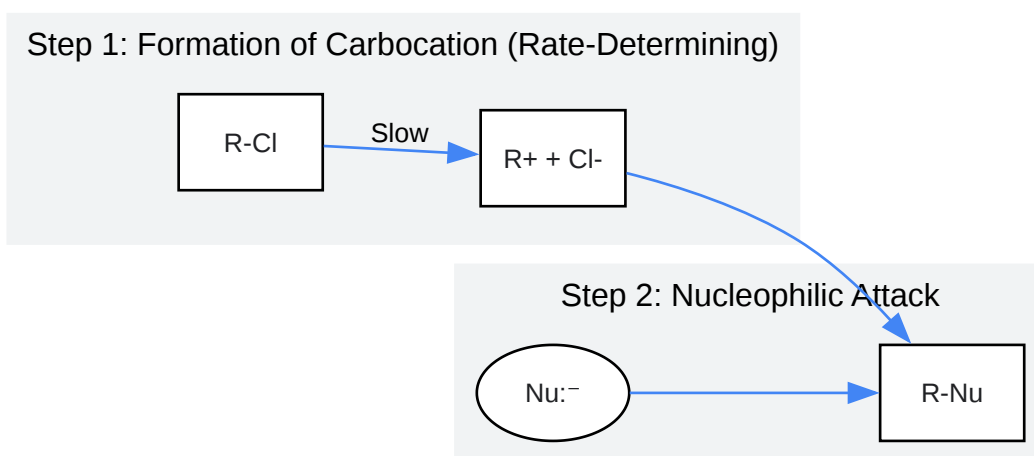 Step 1: Formation of Carbocation (Rate-Determining)
R-Cl
Slow
R+ + Cl-
Step 2: Nucleophilic Attack
Nu:⁻
R-Nu